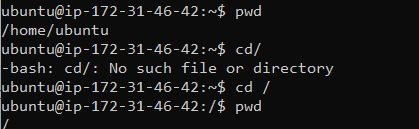 ubuntu@ip-172-31-46-42:~$ pwd
/home/ubuntu
ubuntu@ip-172-31-46-42:~$ cd/
-bash: cd/: No such file or directory
ubuntu@ip-172-31-46-42:~$ cd /
ubuntu@ip-172-31-46-42:/$ pwd
/